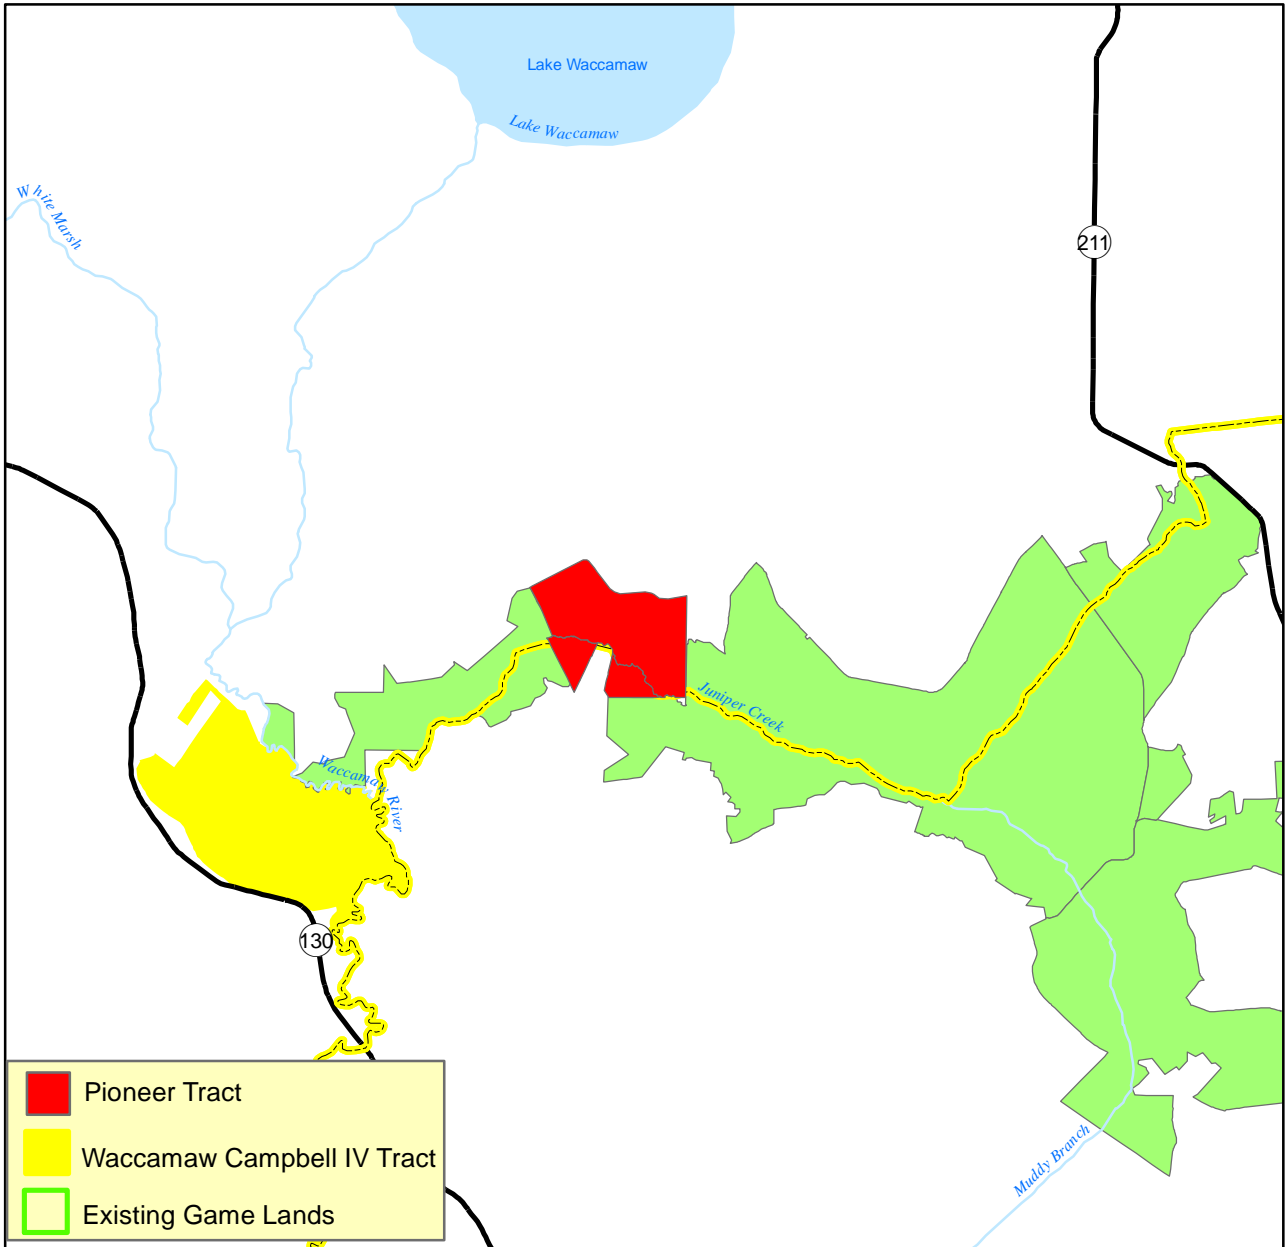 Lake Waccamaw
Lake Waccamaw
White Marsh
211
Juniper Creek
Waccamaw River
130
Muddy Branch
Pioneer Tract
Waccamaw Campbell IV Tract
Existing Game Lands